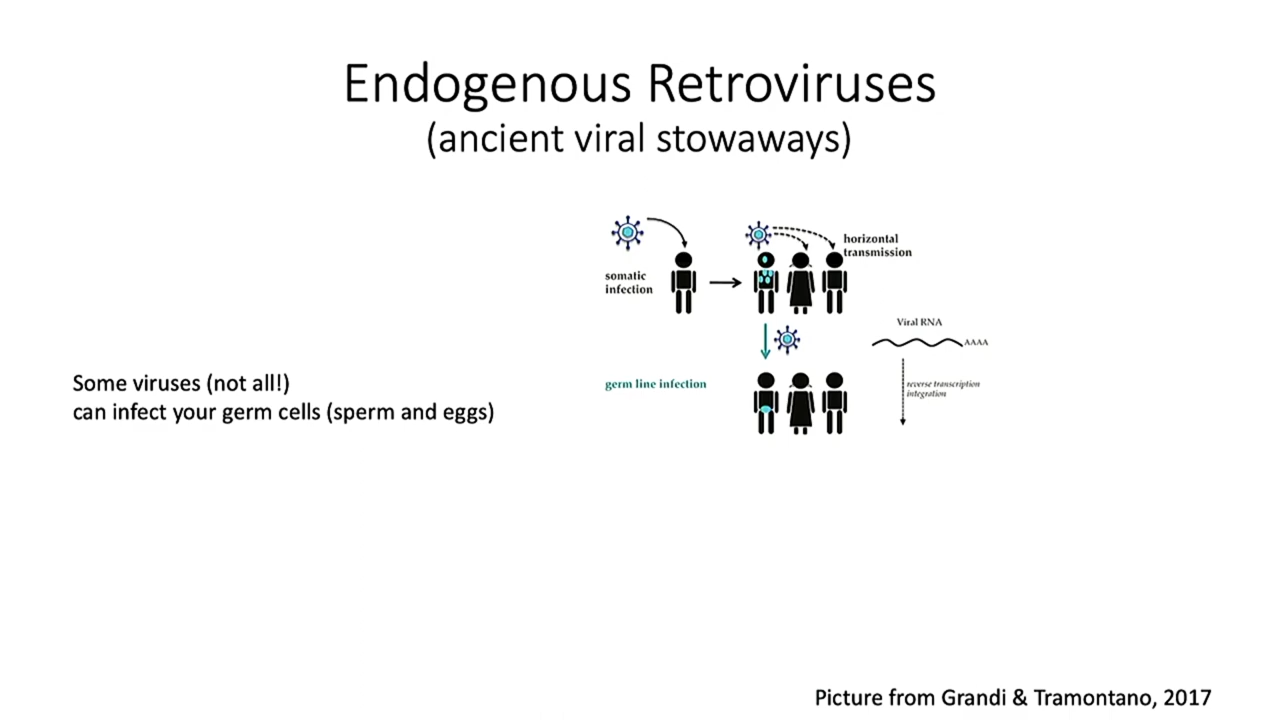 Endogenous Retroviruses
(ancient viral stowaways)
somatic
infection
horizontal
transmission
Viral RNA
AAAA
reverse transcription
integration
germ line infection
Some viruses (not all!)
can infect your germ cells (sperm and eggs)
Picture from Grandi & Tramontano, 2017